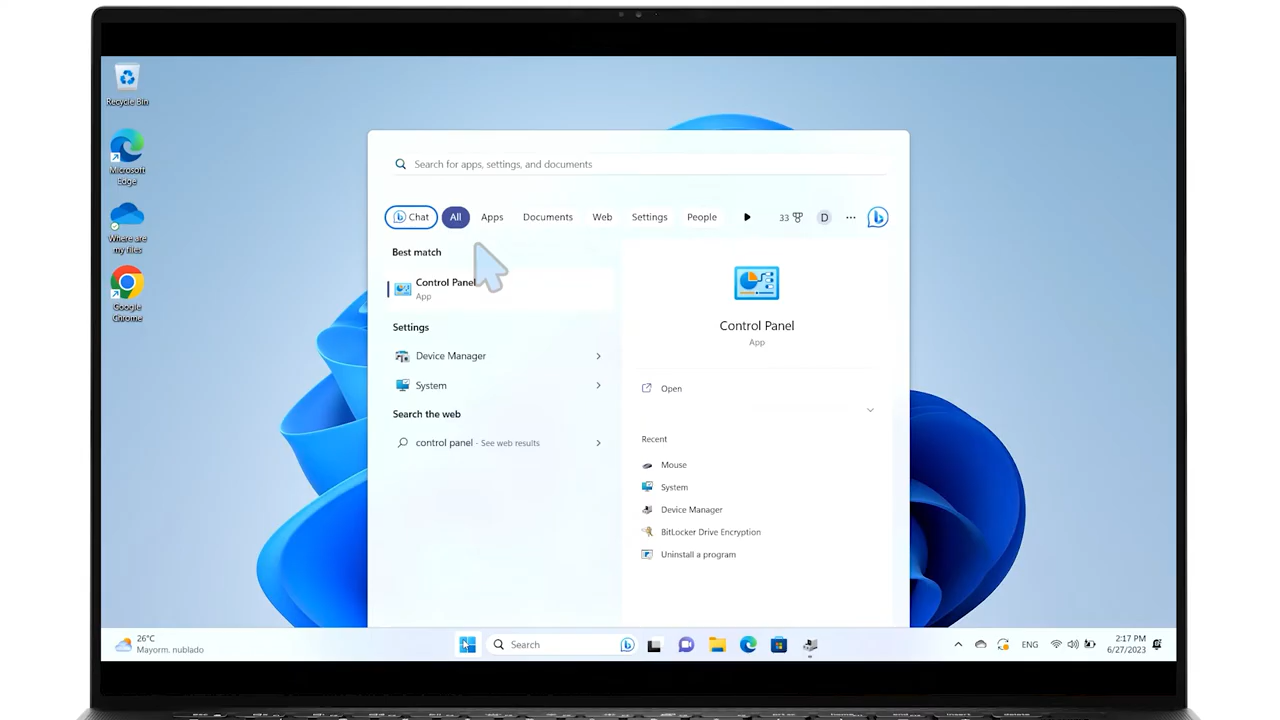 Recycle Bin
Microsoft
Edge
Where are
my files
Google
Chrome
Search for apps, settings, and documents
Chat
All
Apps
Documents
Web
Settings
People
33
D
Best match
Control Panel
App
Settings
Device Manager
System
Search the web
control panel - See web results
Control Panel
App
Open
Recent
Mouse
System
Device Manager
BitLocker Drive Encryption
Uninstall a program
26°C
Mayorm. nublado
Search
ENG
2:17 PM
6/27/2023